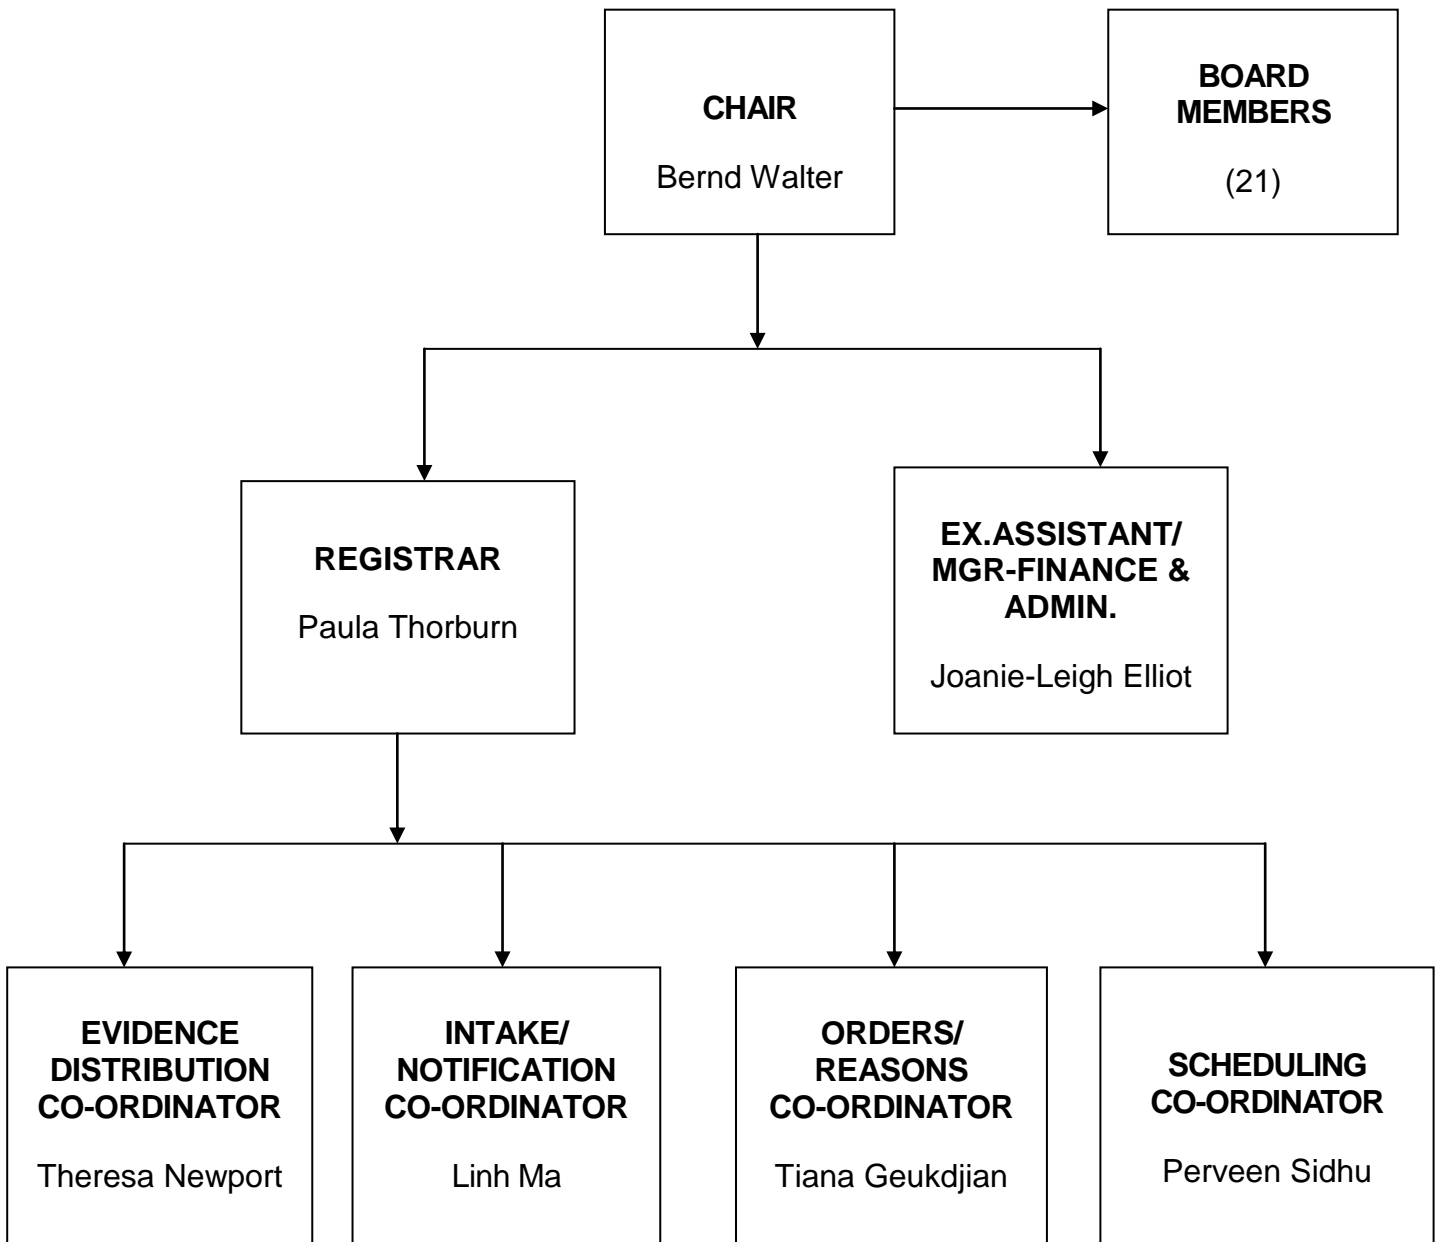 CHAIR
Bernd Walter
BOARD
MEMBERS
(21)
REGISTRAR
Paula Thorburn
EX.ASSISTANT/
MGR-FINANCE &
ADMIN.
Joanie-Leigh Elliot
EVIDENCE
DISTRIBUTION
CO-ORDINATOR
Theresa Newport
INTAKE/
NOTIFICATION
CO-ORDINATOR
Linh Ma
ORDERS/
REASONS
CO-ORDINATOR
Tiana Geukdjian
SCHEDULING
CO-ORDINATOR
Perveen Sidhu